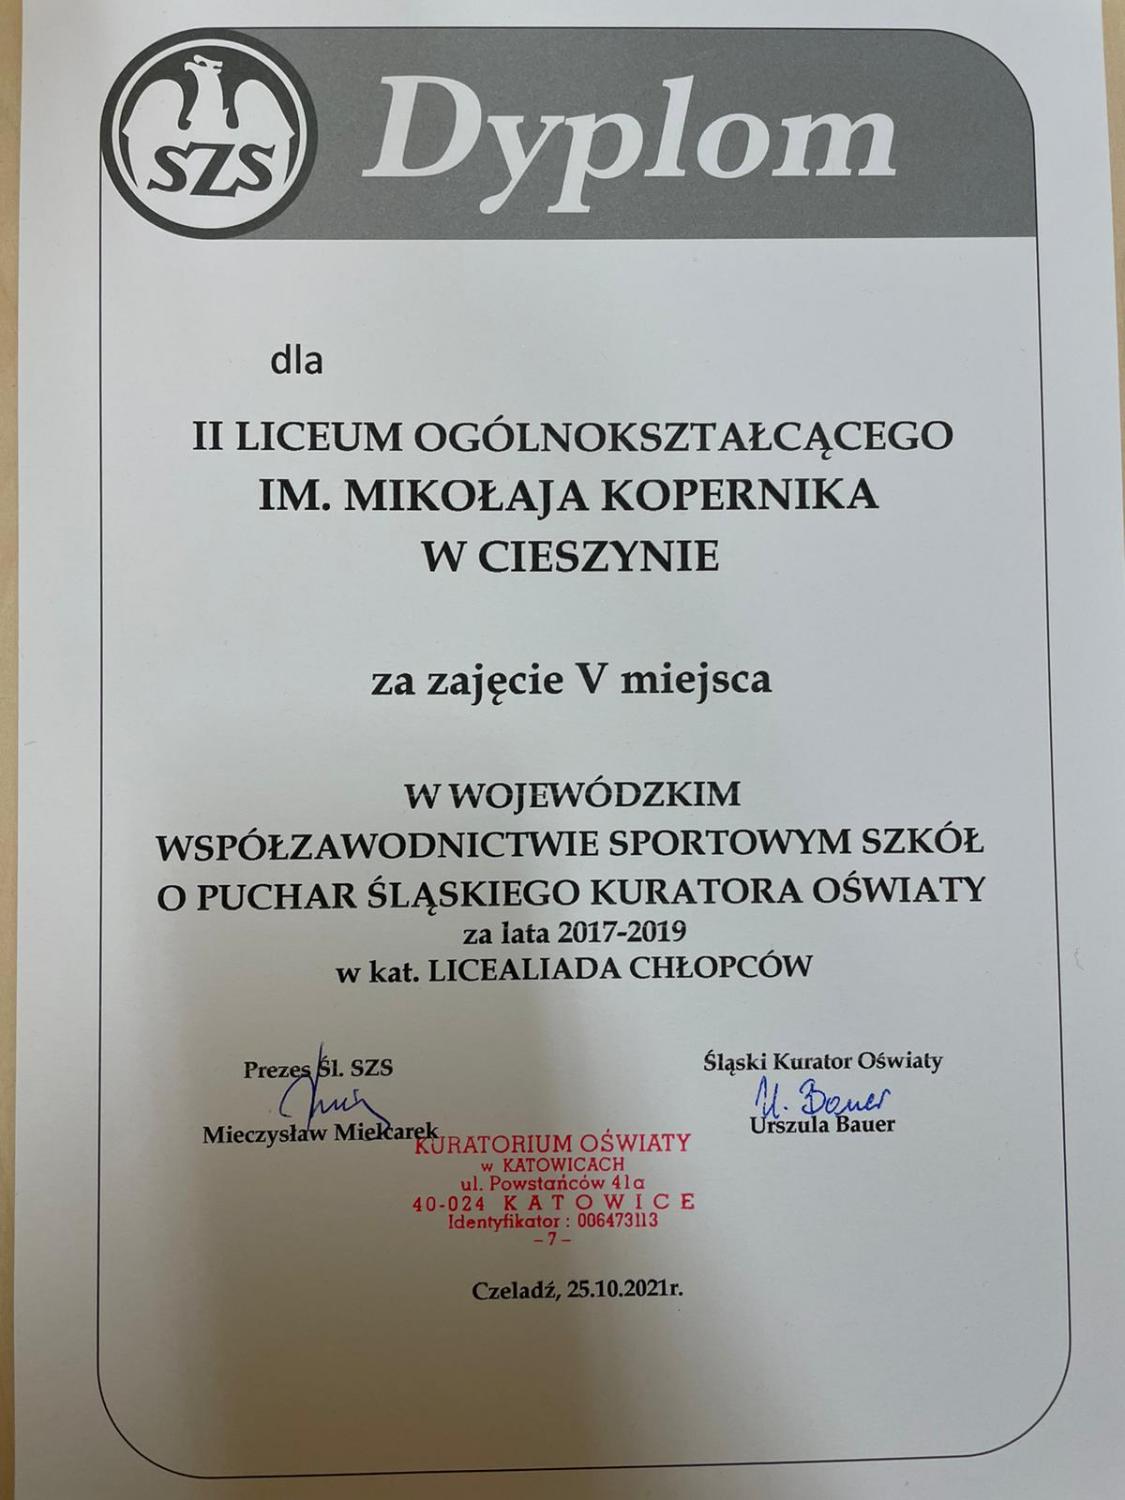 SZS
Dyplom
dla
II LICEUM OGÓLNOKSZTAŁCĄCEGO
IM. MIKOŁAJA KOPERNIKA
W CIESZYNIE
za zajęcie V miejsca
W WOJEWÓDZKIM
WSPÓŁZAWODNICTWIE SPORTOWYM SZKÓŁ
O PUCHAR ŚLĄSKIEGO KURATORA OŚWIATY
za lata 2017-2019
w kat. LICEALIADA CHŁOPCÓW
Prezes Śl. SZS
Mieczysław Mielcarek
Śląski Kurator Oświaty
U. Bauer
Urszula Bauer
KURATORIUM OŚWIATY
w KATOWICACH
ul. Powstańców 41a
40-024 KATOWICE
Identyfikator : 006473113
-7-
Czeladź, 25.10.2021r.